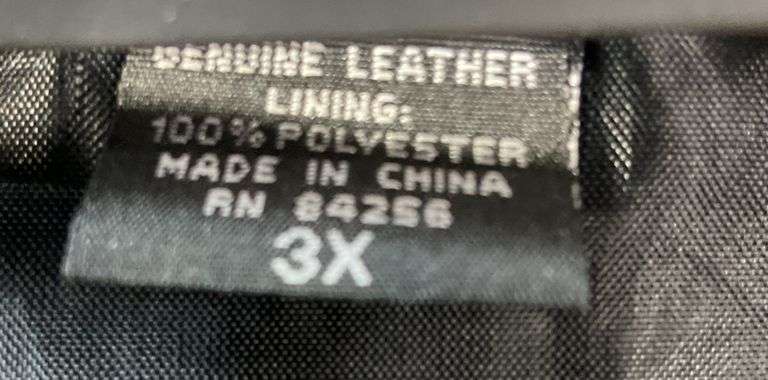 GENUINE LEATHER
LINING:
100% POLYESTER
MADE IN CHINA
RN 84256
3X